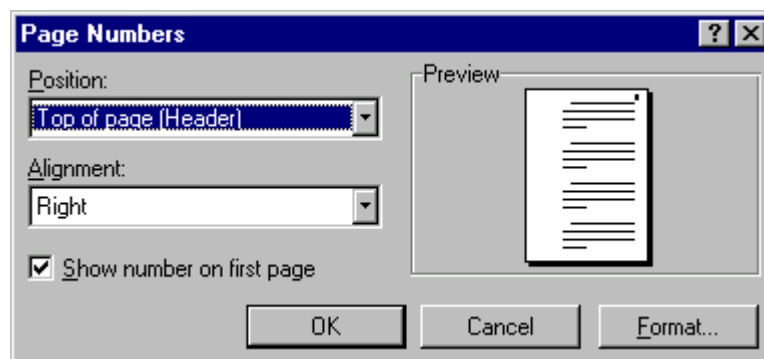 Page Numbers
Position:
Top of page (Header)
Alignment:
Right
Show number on first page
Preview
OK
Cancel
Format...